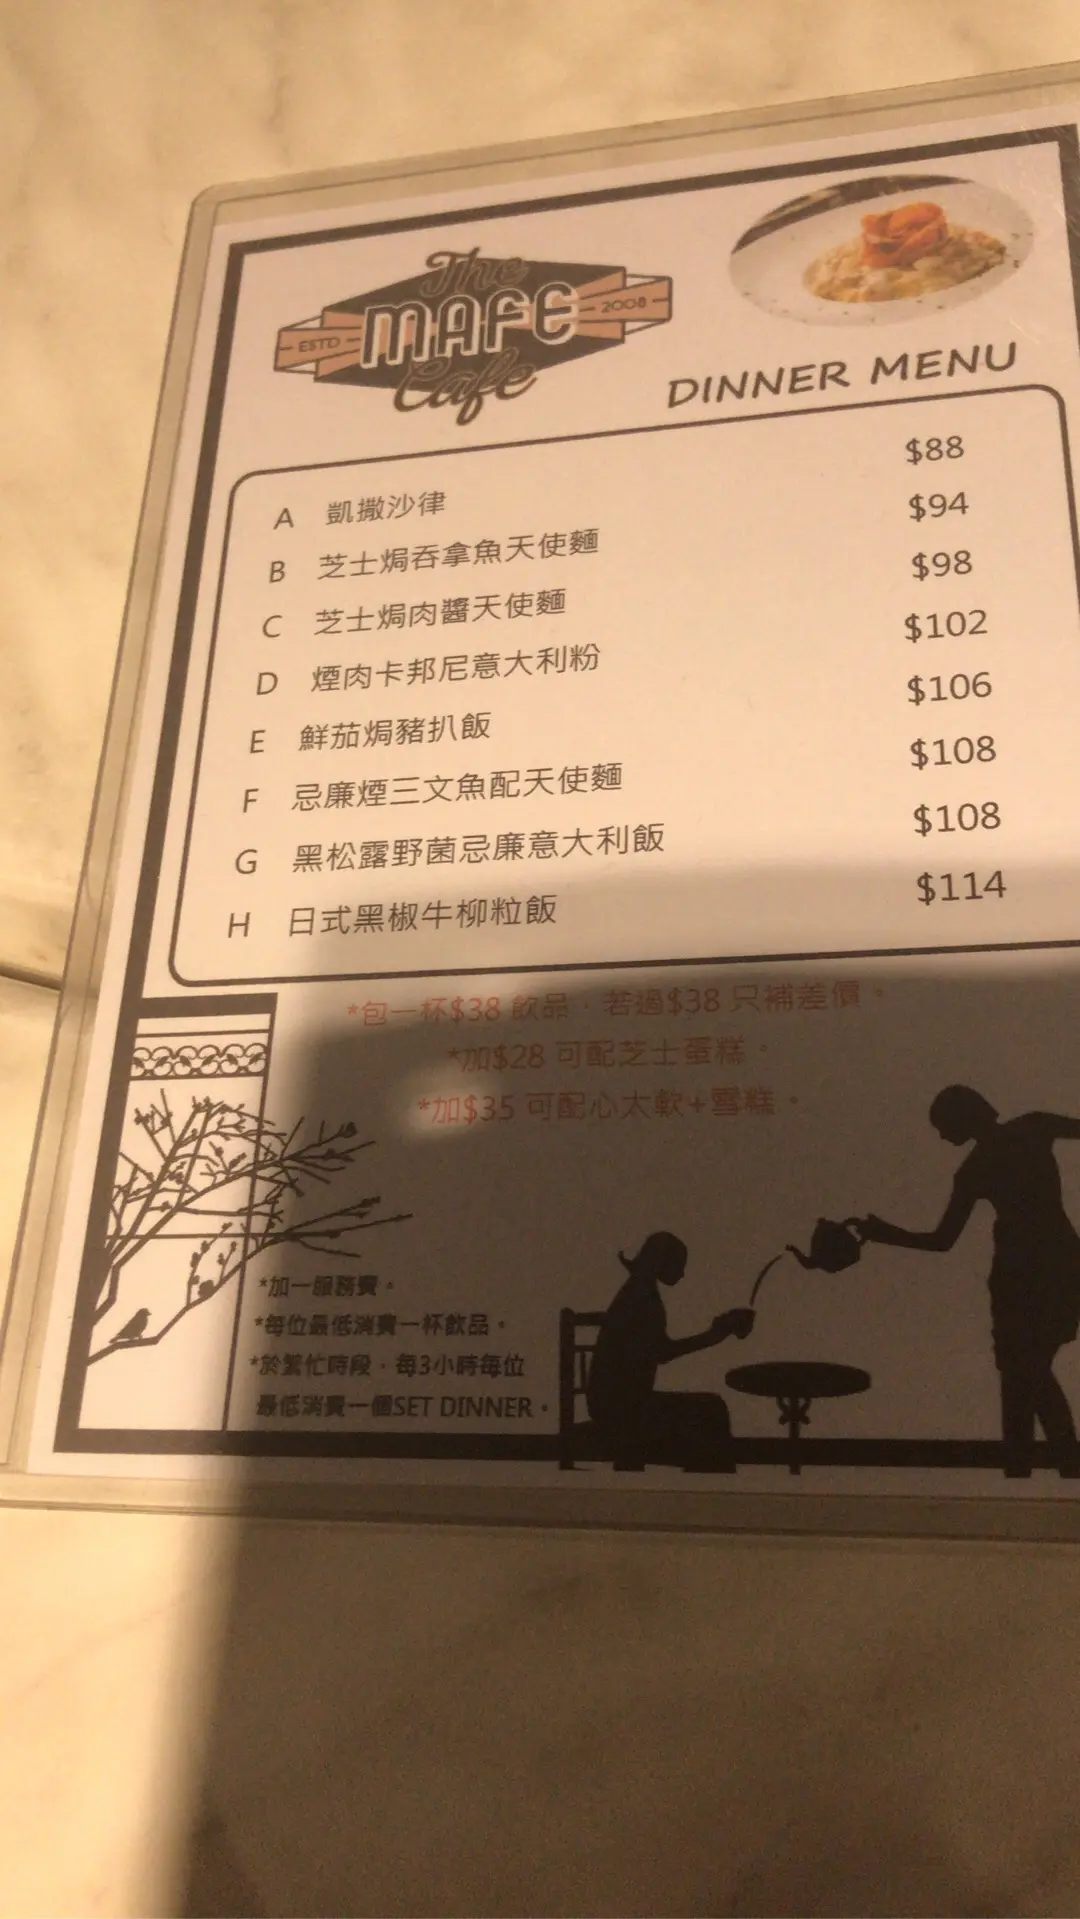 The
MAFE
Cafe
ESTD
2008
DINNER MENU
A 凱撒沙律 $88
B 芝士焗吞拿魚天使麵 $94
C 芝士焗肉醬天使麵 $98
D 煙肉卡邦尼意大利粉 $102
E 鮮茄焗豬扒飯 $106
F 忌廉煙三文魚配天使麵 $108
G 黑松露野菌忌廉意大利飯 $108
H 日式黑椒牛柳粒飯 $114
*包一杯$38 飲品，若過$38 只補差價。
*加$28 可配芝士蛋糕。
*加$35 可配心太軟+雪糕。
*加一服務費。
*每位最低消費一杯飲品。
*於繁忙時段，每3小時每位
最低消費一個SET DINNER。